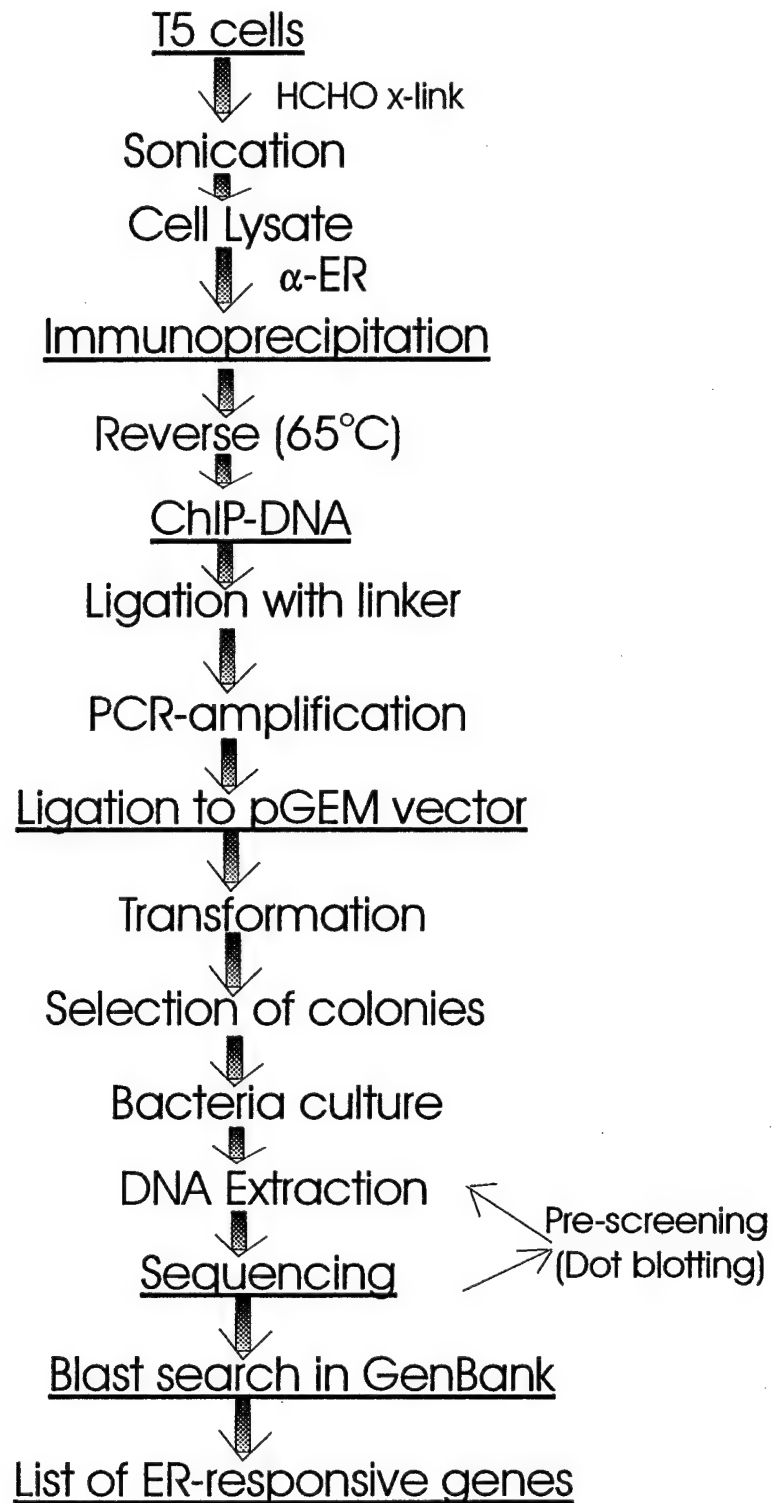 T5 cells
HCHO x-link
Sonication
Cell Lysate
α-ER
Immunoprecipitation
Reverse (65°C)
ChIP-DNA
Ligation with linker
PCR-amplification
Ligation to pGEM vector
Transformation
Selection of colonies
Bacteria culture
DNA Extraction
Pre-screening
(Dot blotting)
Sequencing
Blast search in GenBank
List of ER-responsive genes